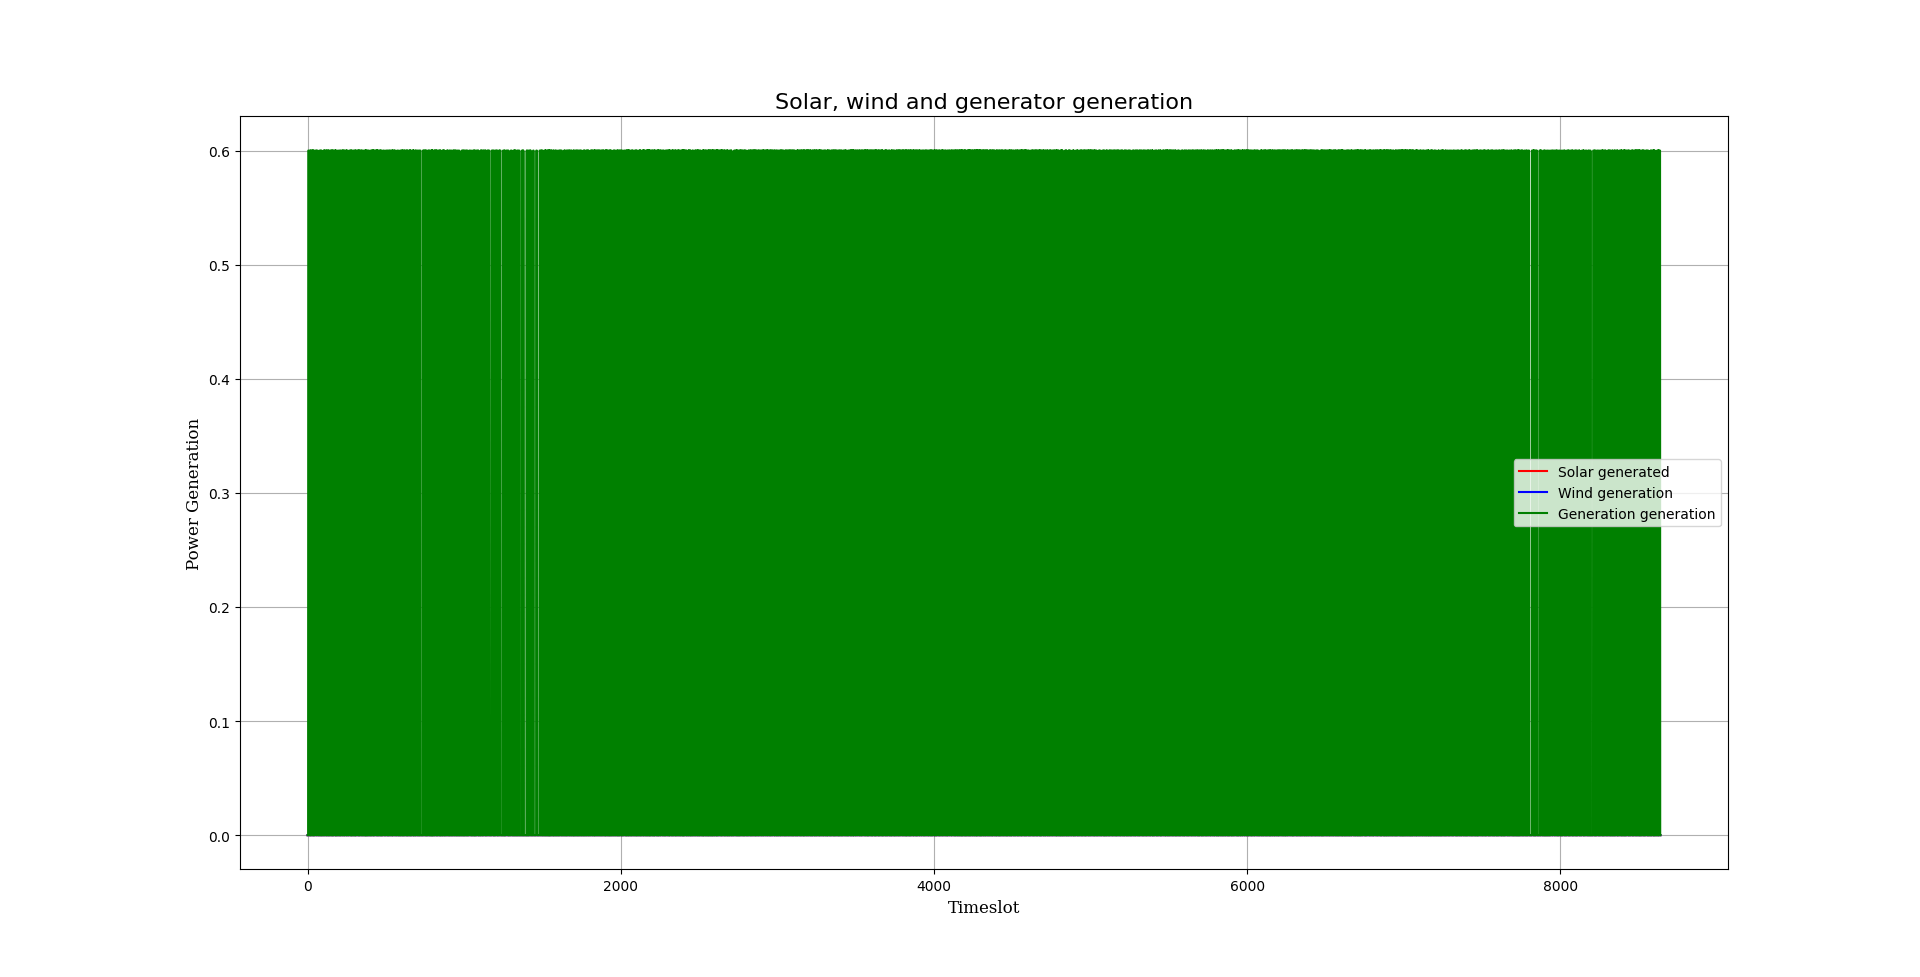 Solar, wind and generator generation
0.6
0.5
0.4
0.3
0.2
0.1
0.0
Power Generation
Solar generated
Wind generation
Generation generation
0 2000 4000 6000 8000
Timeslot